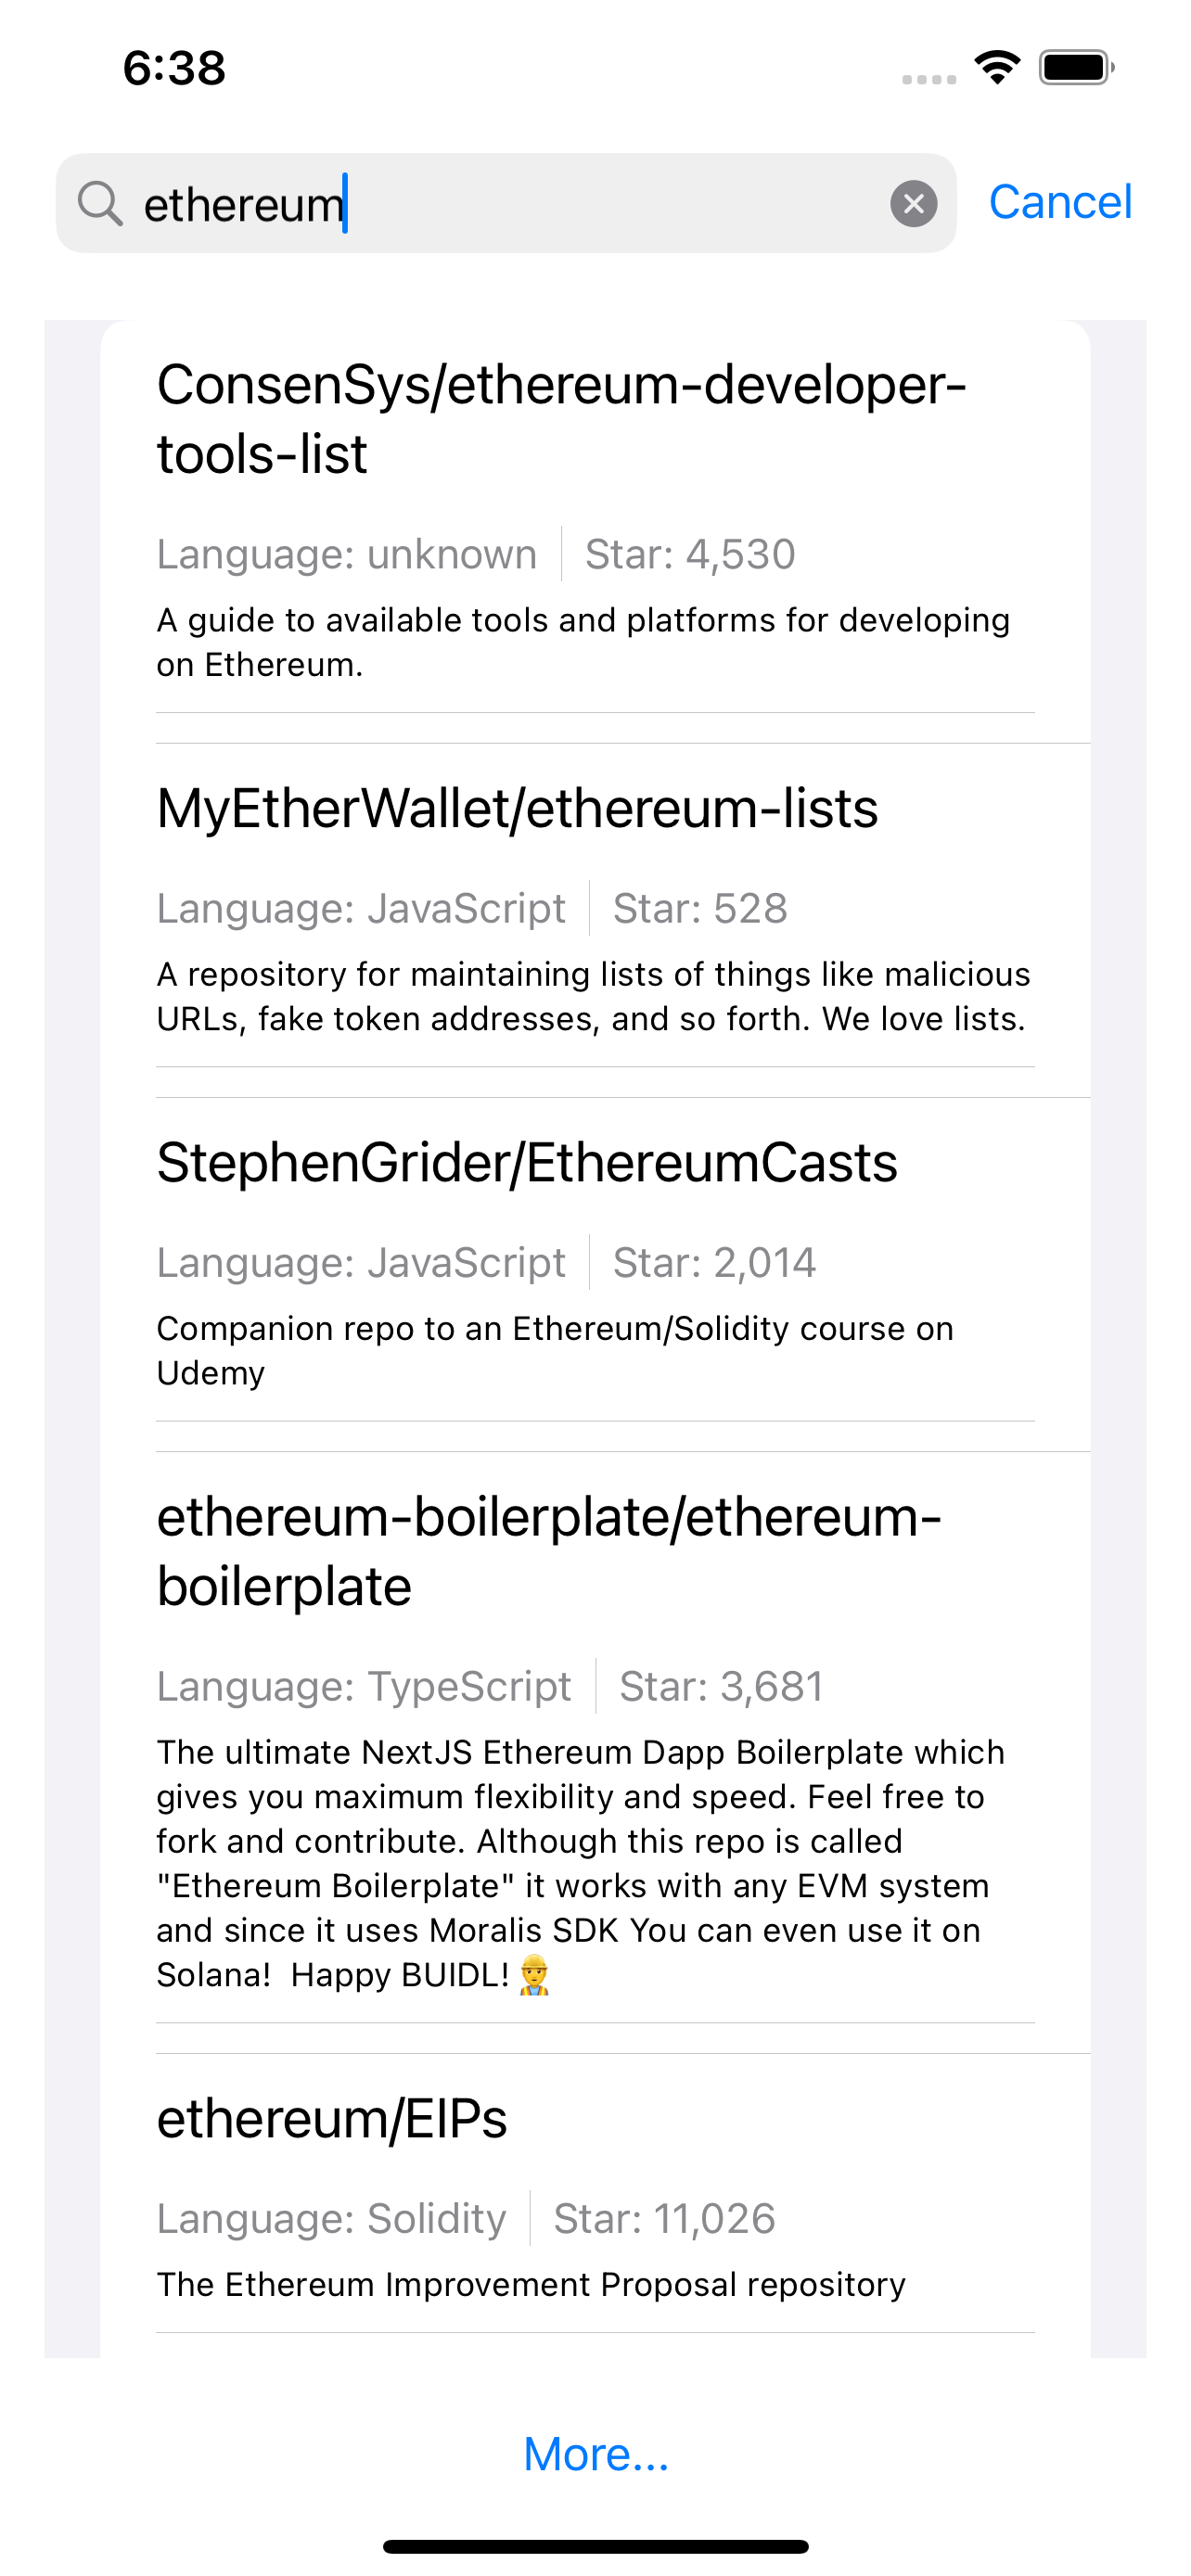 6:38
ethereum
Cancel
ConsenSys/ethereum-developer-
tools-list
Language: unknown
Star: 4,530
A guide to available tools and platforms for developing
on Ethereum.
MyEtherWallet/ethereum-lists
Language: JavaScript
Star: 528
A repository for maintaining lists of things like malicious
URLs, fake token addresses, and so forth. We love lists.
StephenGrider/EthereumCasts
Language: JavaScript
Star: 2,014
Companion repo to an Ethereum/Solidity course on
Udemy
ethereum-boilerplate/ethereum-
boilerplate
Language: TypeScript
Star: 3,681
The ultimate NextJS Ethereum Dapp Boilerplate which
gives you maximum flexibility and speed. Feel free to
fork and contribute. Although this repo is called
"Ethereum Boilerplate" it works with any EVM system
and since it uses Moralis SDK You can even use it on
Solana!  Happy BUIDL! 👷‍♂️
ethereum/EIPs
Language: Solidity
Star: 11,026
The Ethereum Improvement Proposal repository
More...